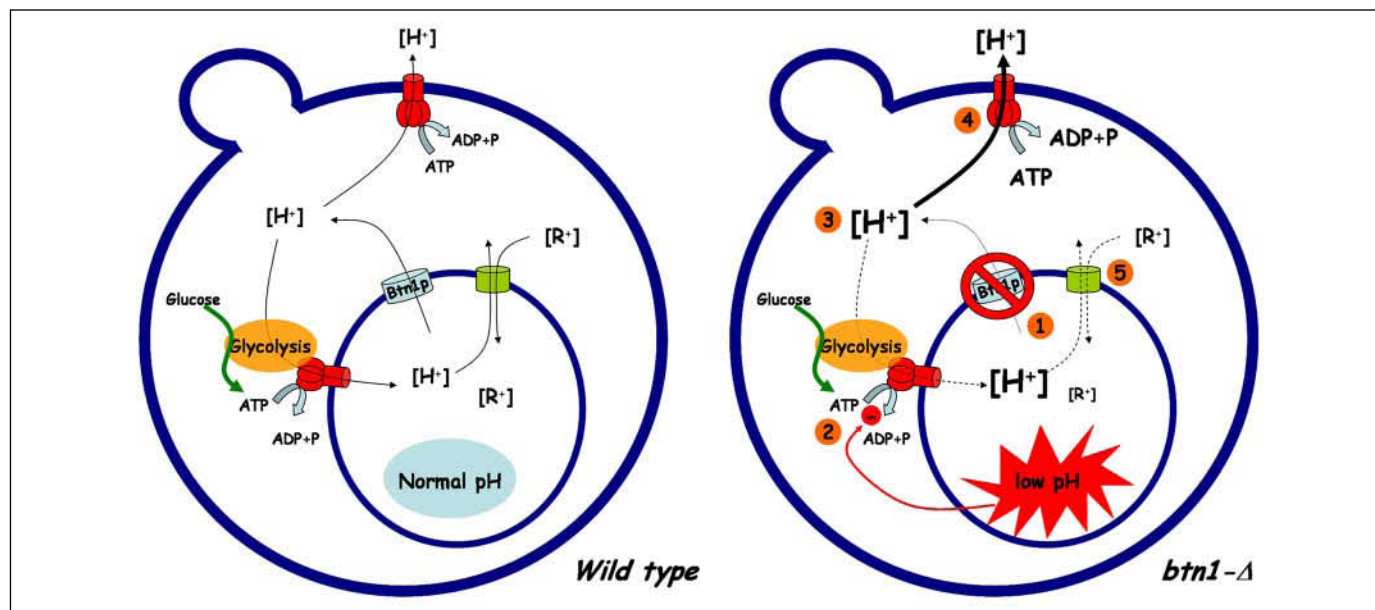 [H⁺]
ADP+P
ATP
[H⁺]
[R⁺]
Btn1p
Glucose
Glycolysis
[H⁺]
[R⁺]
ATP
ADP+P
Normal pH
Wild type
[H⁺]
4
ADP+P
ATP
3
[H⁺]
[R⁺]
5
Btn1p
1
Glucose
Glycolysis
[H⁺]
[R⁺]
ATP
2
-
ADP+P
low pH
btn1-Δ